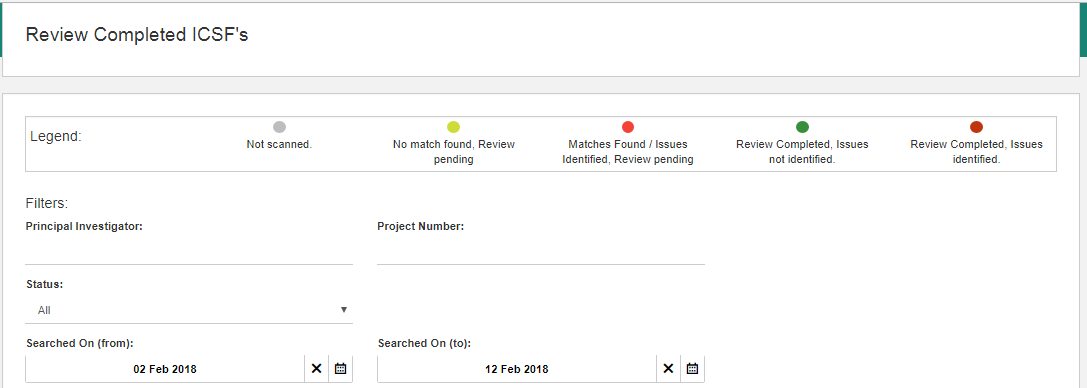 Review Completed ICSF's
Legend:
Not scanned.
No match found, Review
pending
Matches Found / Issues
Identified, Review pending
Review Completed, Issues
not identified.
Review Completed, Issues
identified.
Filters:
Principal Investigator:
Project Number:
Status:
All
Searched On (from):
Searched On (to):
02 Feb 2018
12 Feb 2018